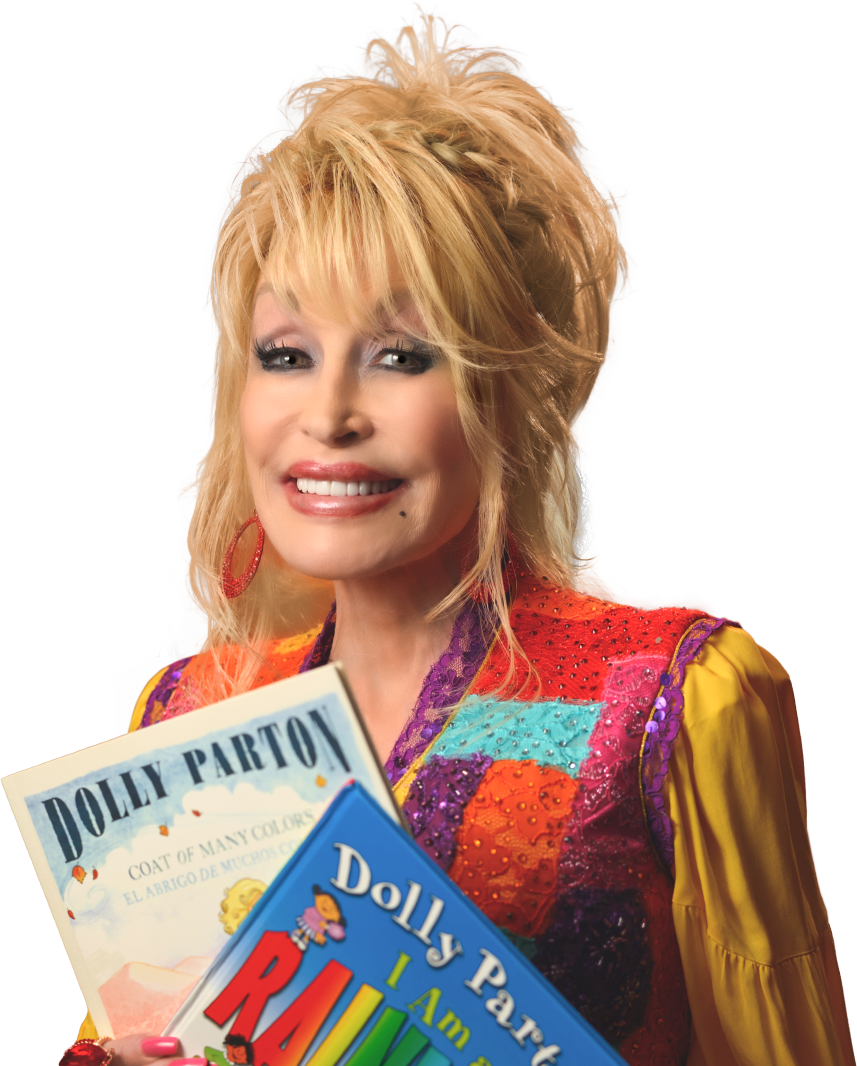 DOLLY PARTON
COAT OF MANY COLORS
EL ABRIGO DE MUCHOS
Dolly
I Am